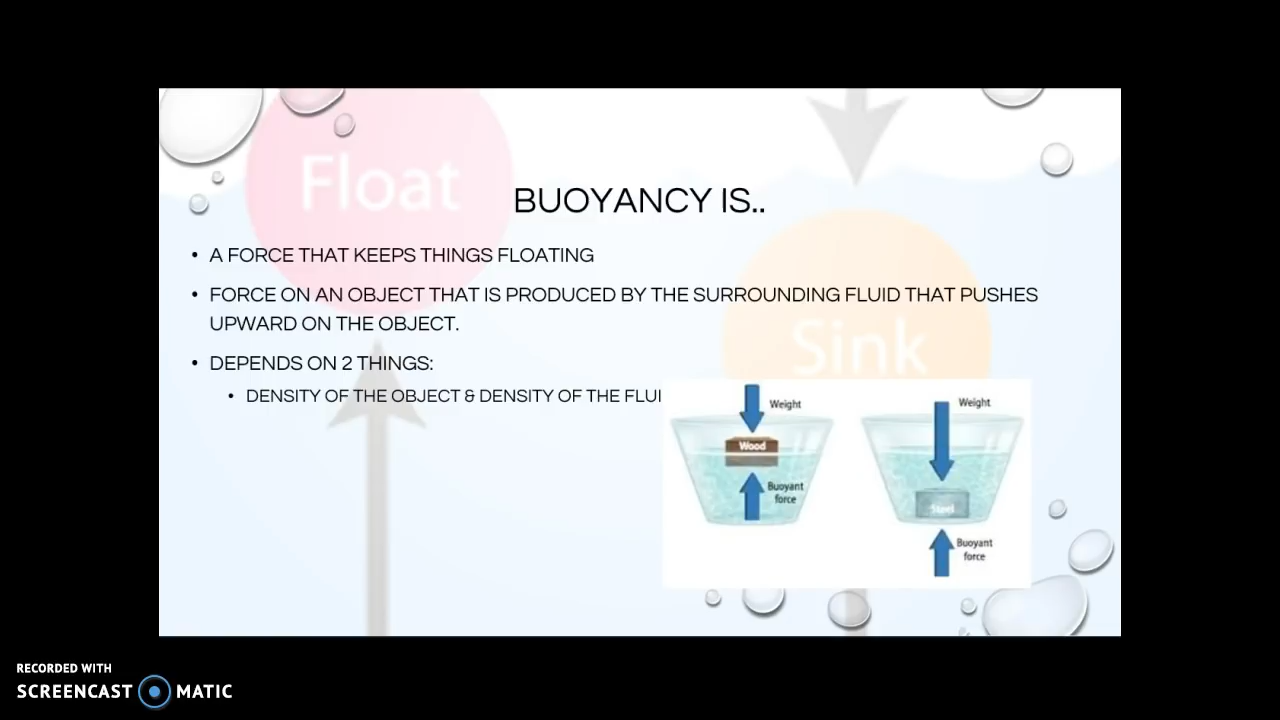 Float
BUOYANCY IS..
• A FORCE THAT KEEPS THINGS FLOATING
• FORCE ON AN OBJECT THAT IS PRODUCED BY THE SURROUNDING FLUID THAT PUSHES
UPWARD ON THE OBJECT.
Sink
• DEPENDS ON 2 THINGS:
• DENSITY OF THE OBJECT & DENSITY OF THE FLUI
Weight
Wood
Buoyant
force
Weight
Steel
Buoyant
force
RECORDED WITH
SCREENCAST MATIC